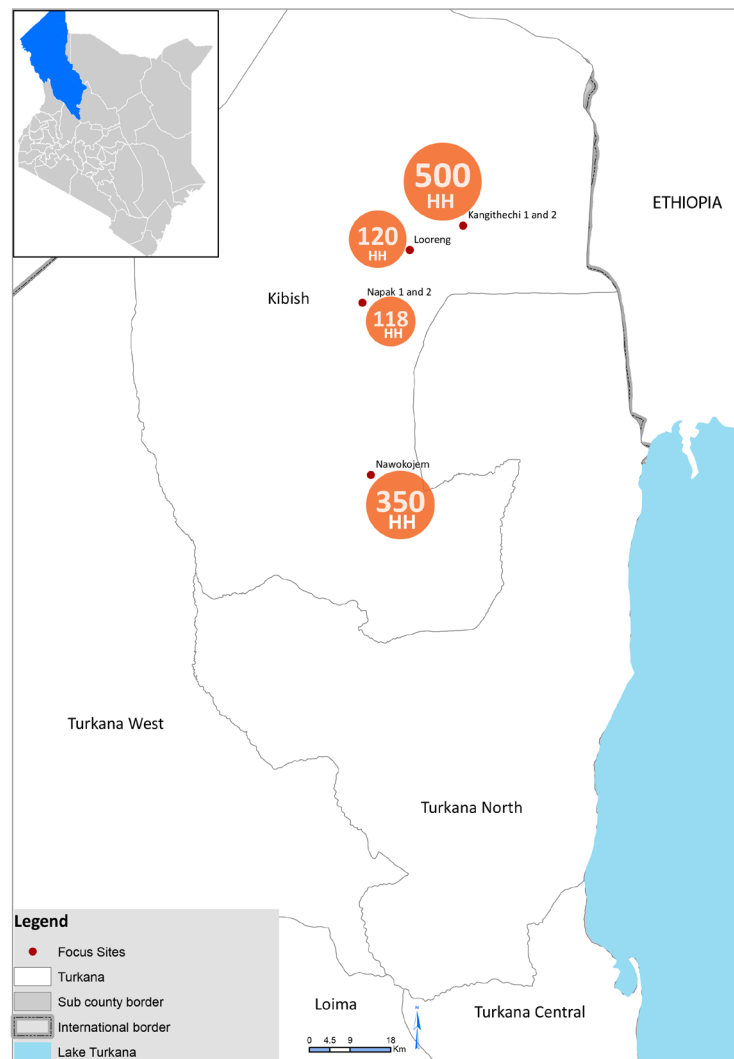 500
HH
Kangithechi 1 and 2
ETHIOPIA
120
HH
Looreng
Kibish
Napak 1 and 2
118
HH
Nawokojem
350
HH
Turkana West
Turkana North
Legend
Focus Sites
Turkana
Sub county border
International border
Lake Turkana
Loima
N
Turkana Central
0 4.5 9 18
Km